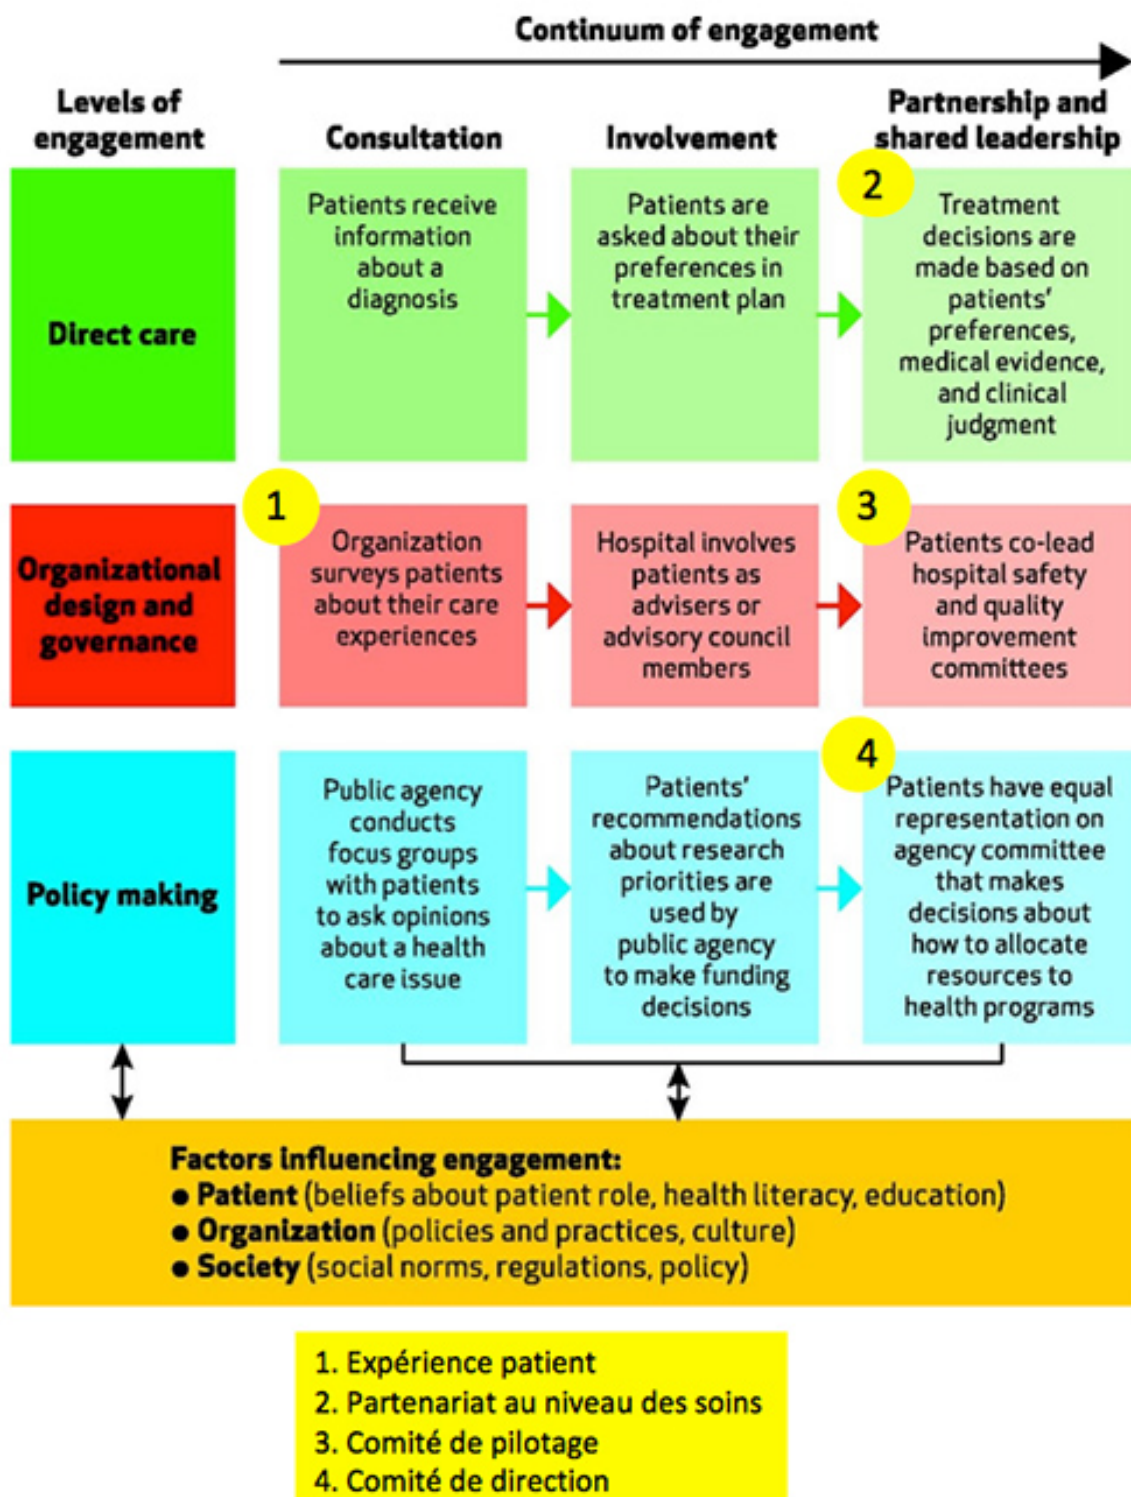 Continuum of engagement
Levels of
engagement
Consultation
Involvement
Partnership and
shared leadership
Direct care
Patients receive
information
about a
diagnosis
Patients are
asked about their
preferences in
treatment plan
2
Treatment
decisions are
made based on
patients'
preferences,
medical evidence,
and clinical
judgment
Organizational
design and
governance
1
Organization
surveys patients
about their care
experiences
Hospital involves
patients as
advisers or
advisory council
members
3
Patients co-lead
hospital safety
and quality
improvement
committees
Policy making
Public agency
conducts
focus groups
with patients
to ask opinions
about a health
care issue
Patients'
recommendations
about research
priorities are
used by
public agency
to make funding
decisions
4
Patients have equal
representation on
agency committee
that makes
decisions about
how to allocate
resources to
health programs
Factors influencing engagement:
● Patient (beliefs about patient role, health literacy, education)
● Organization (policies and practices, culture)
● Society (social norms, regulations, policy)
1. Expérience patient
2. Partenariat au niveau des soins
3. Comité de pilotage
4. Comité de direction